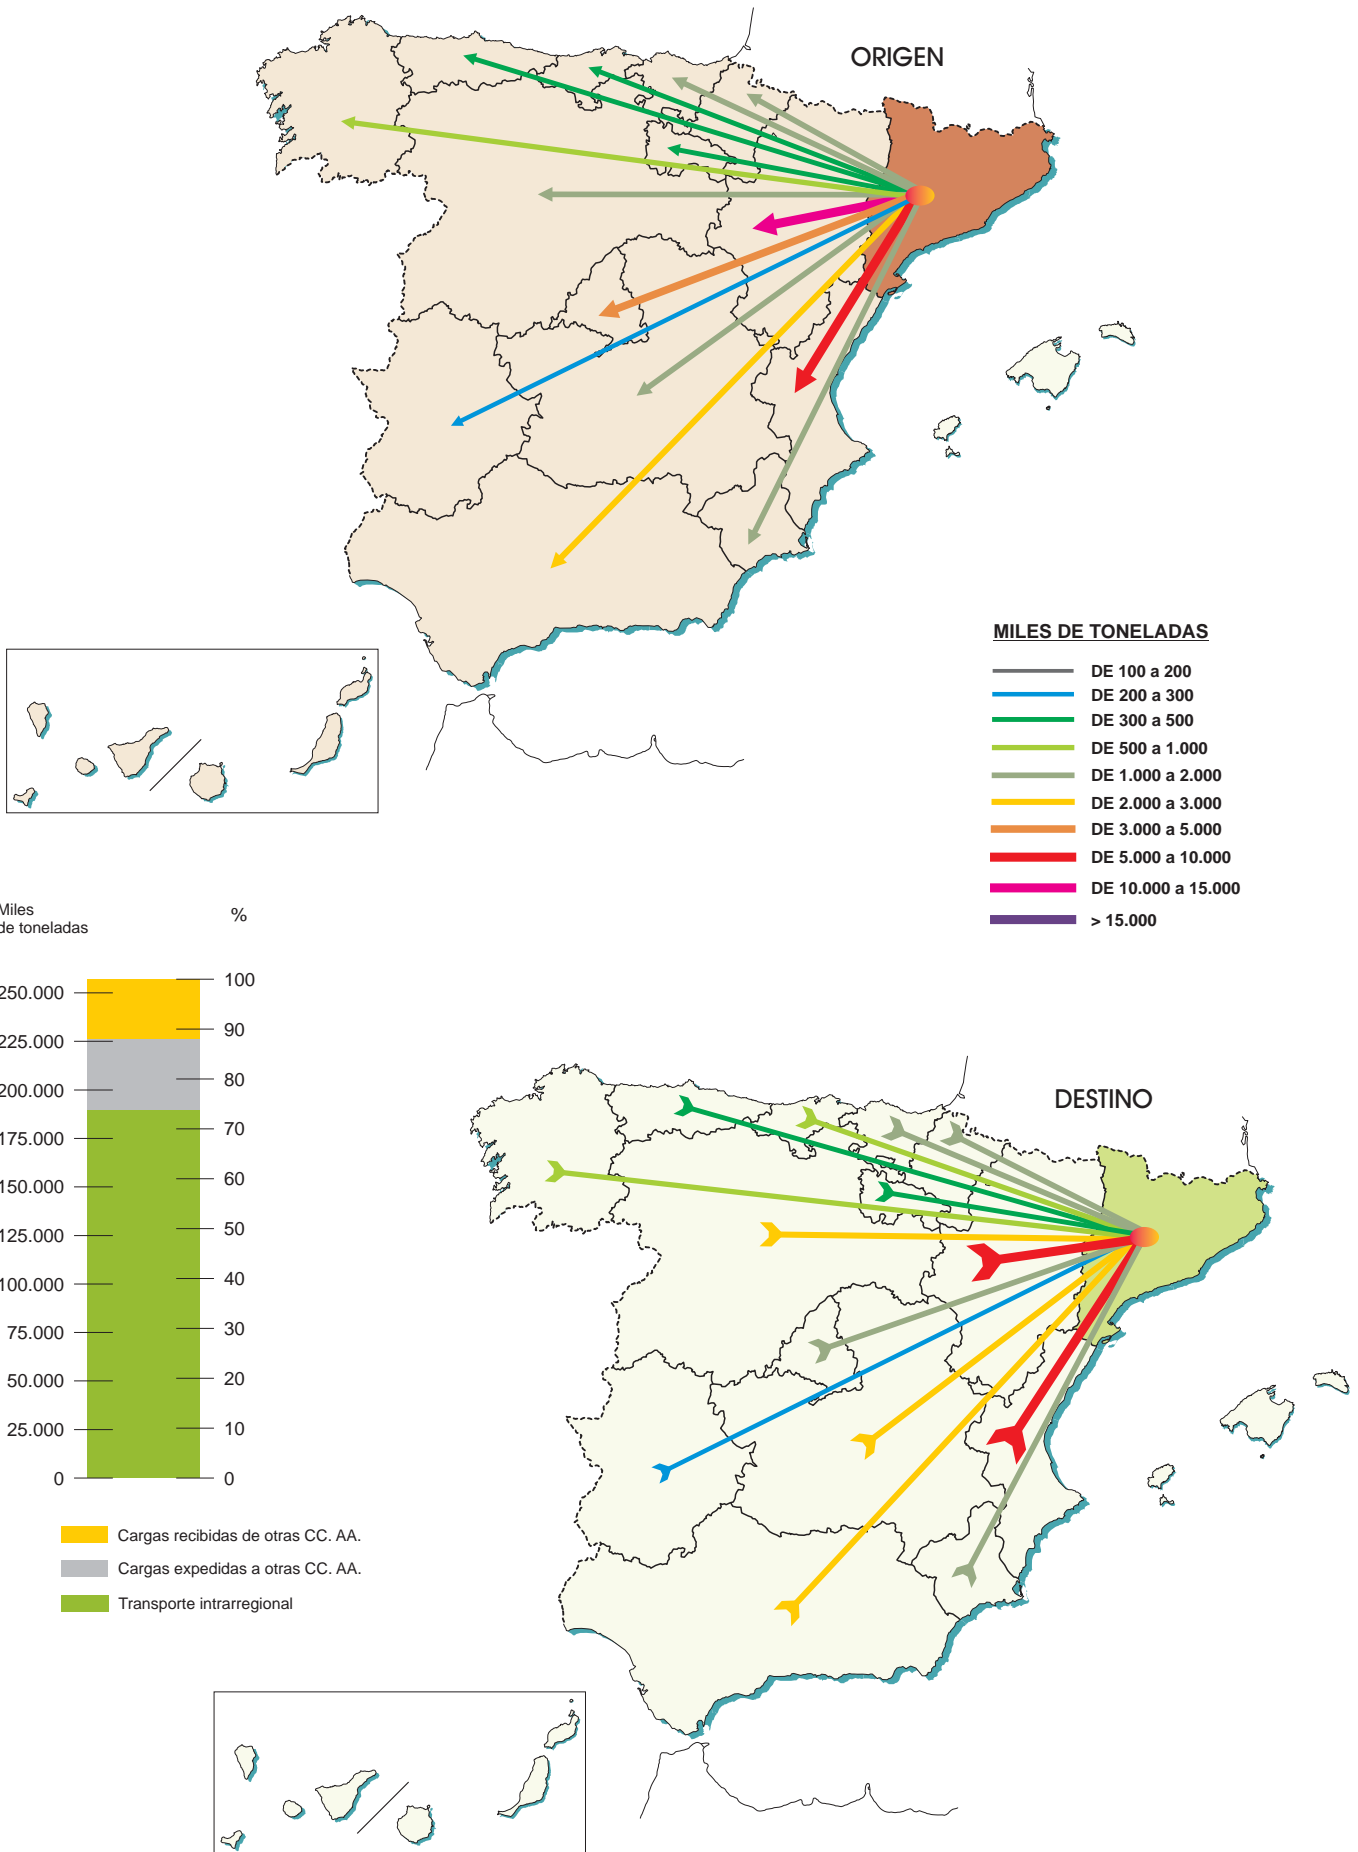 ORIGEN
MILES DE TONELADAS
DE 100 a 200
DE 200 a 300
DE 300 a 500
DE 500 a 1.000
DE 1.000 a 2.000
DE 2.000 a 3.000
DE 3.000 a 5.000
DE 5.000 a 10.000
DE 10.000 a 15.000
> 15.000
Miles
de toneladas
%
250.000
225.000
200.000
175.000
150.000
125.000
100.000
75.000
50.000
25.000
0
100
90
80
70
60
50
40
30
20
10
0
Cargas recibidas de otras CC. AA.
Cargas expedidas a otras CC. AA.
Transporte intrarregional
DESTINO